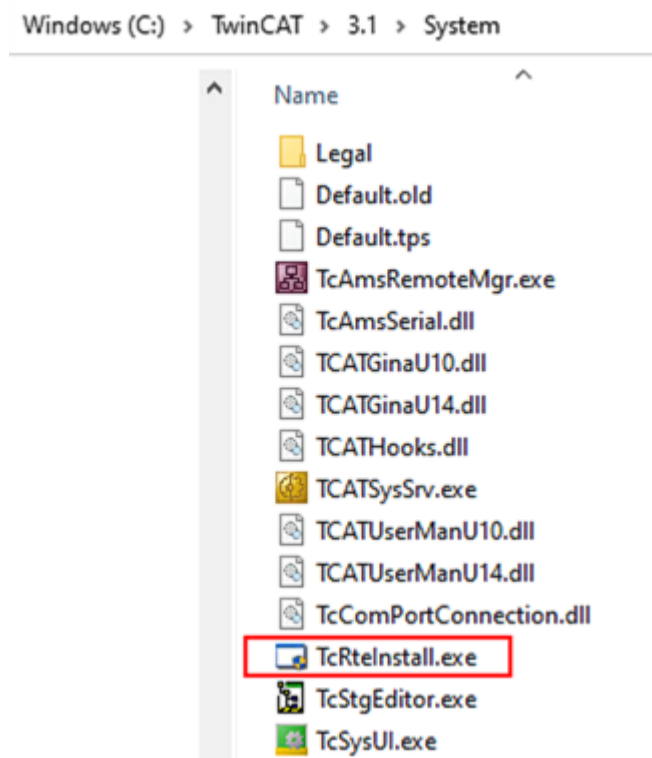 Windows (C:) > TwinCAT > 3.1 > System
Name
Legal
Default.old
Default.tps
TcAmsRemoteMgr.exe
TcAmsSerial.dll
TCATGinaU10.dll
TCATGinaU14.dll
TCATHooks.dll
TCATSysSrv.exe
TCATUserManU10.dll
TCATUserManU14.dll
TcComPortConnection.dll
TcRteInstall.exe
TcStgEditor.exe
TcSysUI.exe